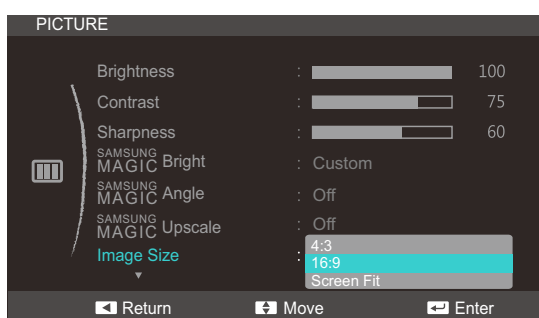 PICTURE
Brightness : 100
Contrast : 75
Sharpness : 60
SAMSUNG
MAGIC Bright : Custom
SAMSUNG
MAGIC Angle : Off
SAMSUNG
MAGIC Upscale : Off
Image Size : 4:3
16:9
Screen Fit
Return Move Enter